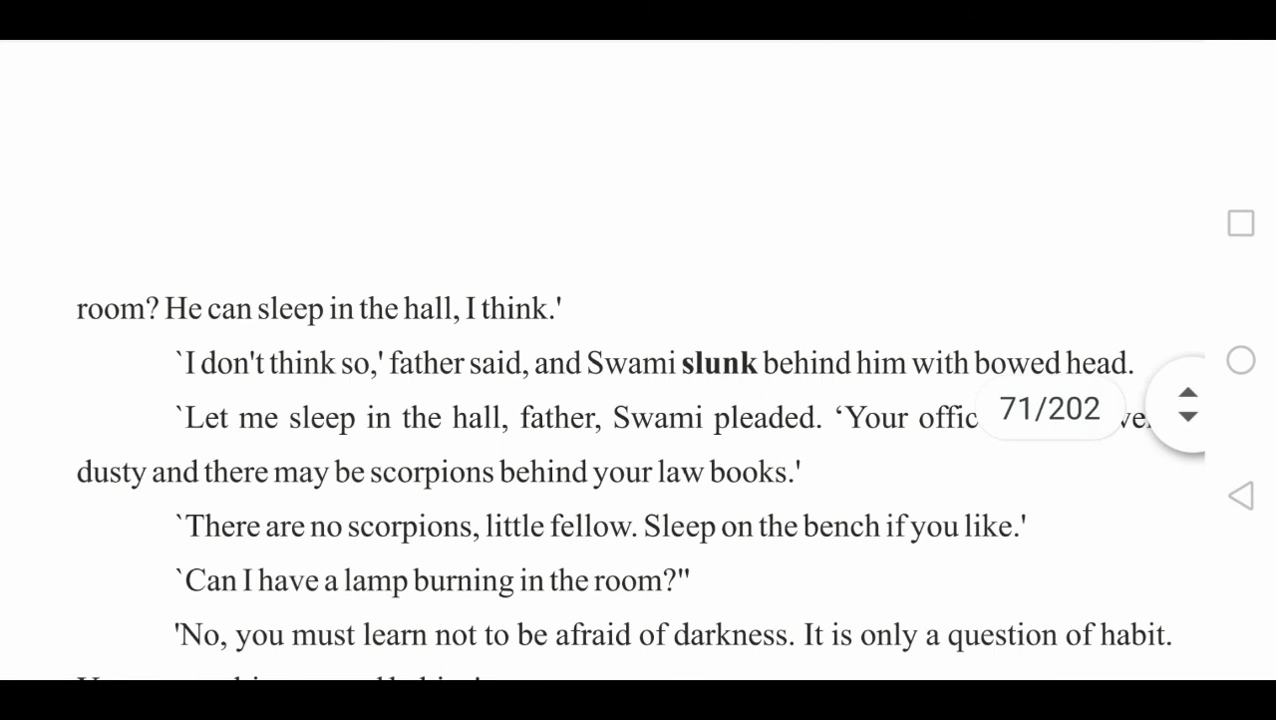 room? He can sleep in the hall, I think.'
`I don't think so,' father said, and Swami slunk behind him with bowed head.
`Let me sleep in the hall, father, Swami pleaded. ‘Your
71/202
dusty and there may be scorpions behind your law books.'
`There are no scorpions, little fellow. Sleep on the bench if you like.'
`Can I have a lamp burning in the room?"
'No, you must learn not to be afraid of darkness. It is only a question of habit.